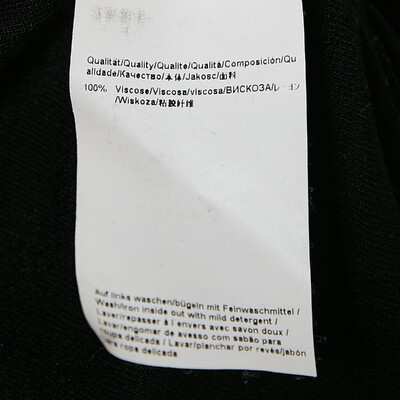 Qualität/Quality/Qualite/Qualità/Composición/Qu
alidade/Качество/本体/Jakosc/面料
100% Viscose/Viscosa/viscosa/ВИСКОЗА/レーヨン
/Wiskoza/粘胶纤维
Auf links waschen/bügeln mit Feinwaschmittel /
Wash/iron inside out with mild detergent /
Laver/repasser à l envers avec savon doux /
Lavar/engomar de avesso com sabão para
roupa delicada / Lavar/planchar por revés/jabón
para ropa delicada